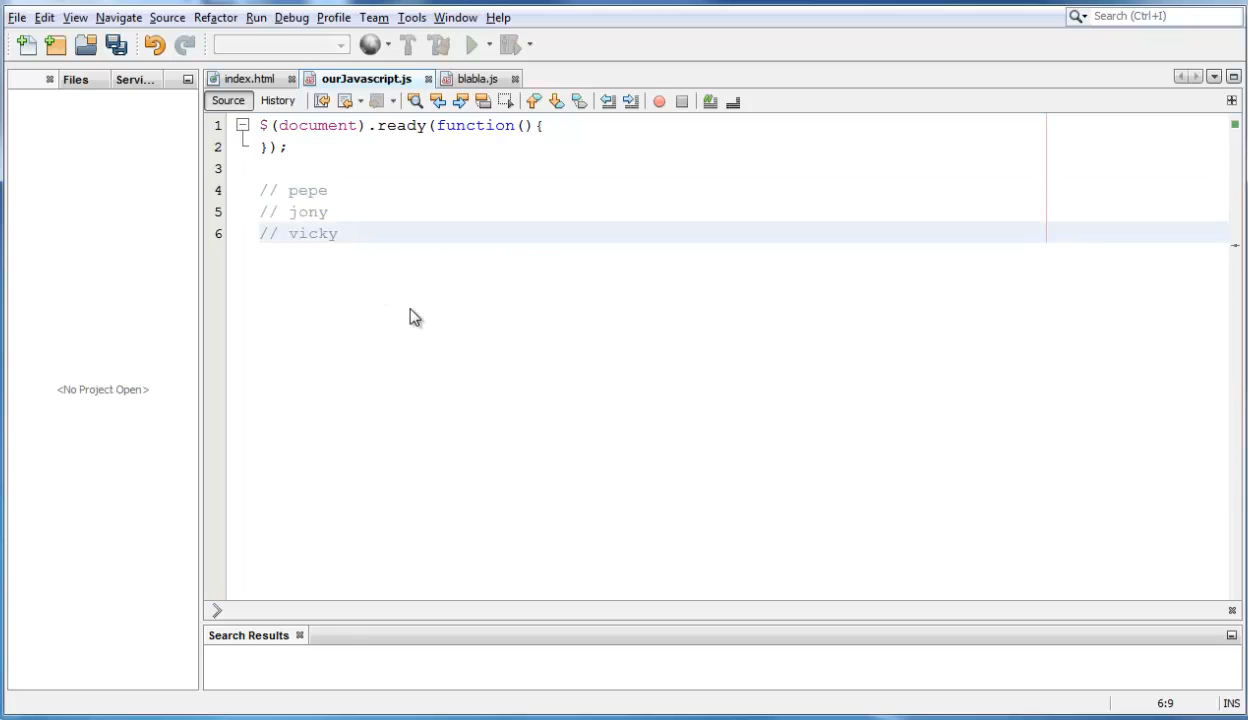 File Edit View Navigate Source Refactor Run Debug Profile Team Tools Window Help
Search (Ctrl+I)
Files Servi...
index.html ourJavascript.js blabla.js
Source History
1 $(document).ready(function(){
2 });
3
4 // pepe
5 // jony
6 // vicky
<No Project Open>
Search Results
6:9 INS